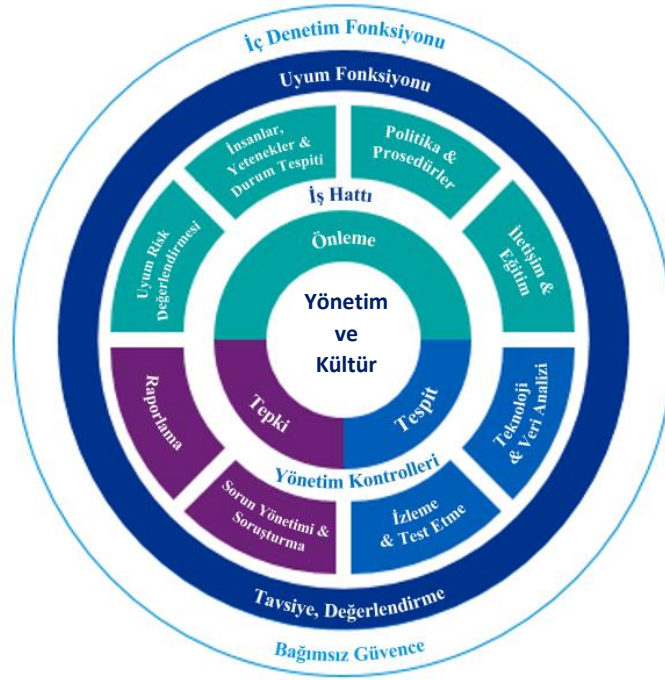 İç Denetim Fonksiyonu
Uyum Fonksiyonu
İnsanlar,
Yetenekler &
Durum Tespiti
Politika &
Prosedürler
Uyum Risk
Değerlendirmesi
İş Hattı
İletişim &
Eğitim
Önleme
Yönetim
ve
Kültür
Tepki
Tespit
Raporlama
Teknoloji
& Veri Analizi
Yönetim Kontrolleri
Sorun Yönetimi &
Soruşturma
İzleme
& Test Etme
Tavsiye, Değerlendirme
Bağımsız Güvence